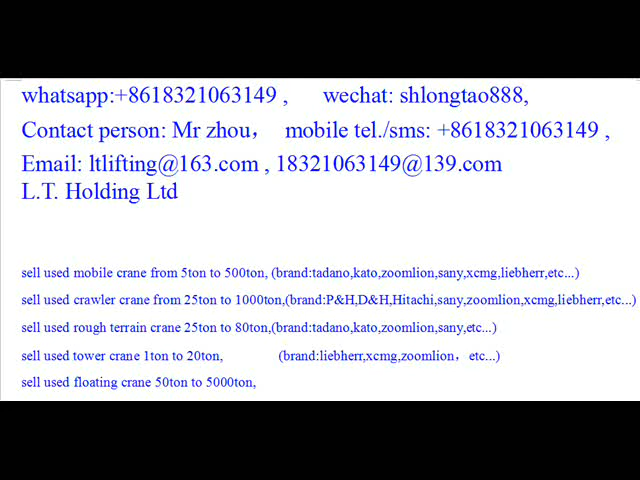 whatsapp:+8618321063149 , wechat: shlongtao888,
Contact person: Mr zhou， mobile tel./sms: +8618321063149 ,
Email: ltlifting@163.com , 18321063149@139.com
L.T. Holding Ltd
sell used mobile crane from 5ton to 500ton, (brand:tadano,kato,zoomlion,sany,xcmg,liebherr,etc...)
sell used crawler crane from 25ton to 1000ton,(brand:P&H,D&H,Hitachi,sany,zoomlion,xcmg,liebherr,etc...)
sell used rough terrain crane 25ton to 80ton,(brand:tadano,kato,zoomlion,sany,etc...)
sell used tower crane 1ton to 20ton, (brand:liebherr,xcmg,zoomlion，etc...)
sell used floating crane 50ton to 5000ton,